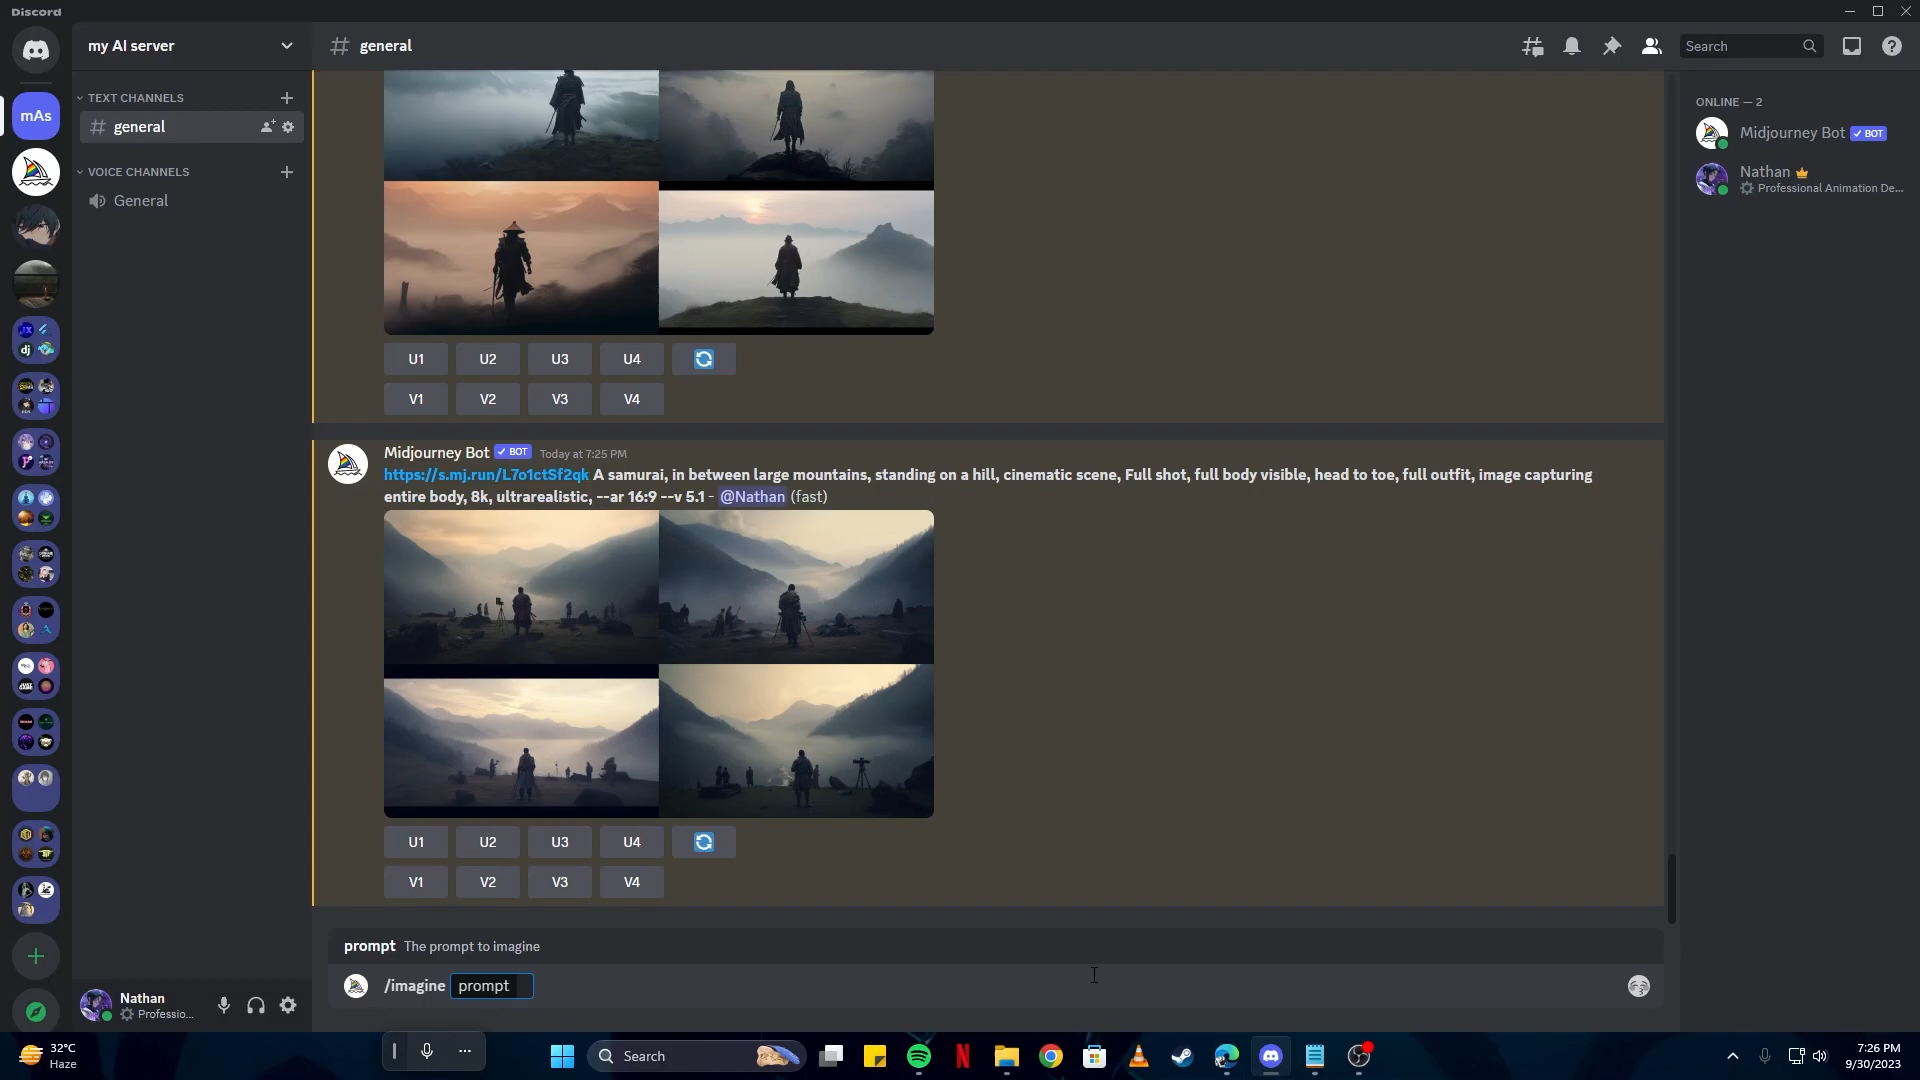 Discord
my AI server
# general
Search
TEXT CHANNELS
# general
VOICE CHANNELS
General
mAs
dj
ONLINE — 2
Midjourney Bot ✓ BOT
Nathan
Professional Animation De...
U1 U2 U3 U4
V1 V2 V3 V4
Midjourney Bot ✓ BOT Today at 7:25 PM
https://s.mj.run/L7o1ctSf2qk A samurai, in between large mountains, standing on a hill, cinematic scene, Full shot, full body visible, head to toe, full outfit, image capturing
entire body, 8k, ultrarealistic, --ar 16:9 --v 5.1 - @Nathan (fast)
U1 U2 U3 U4
V1 V2 V3 V4
prompt The prompt to imagine
/imagine prompt
Nathan
Professio...
32°C
Haze
Search
7:26 PM
9/30/2023